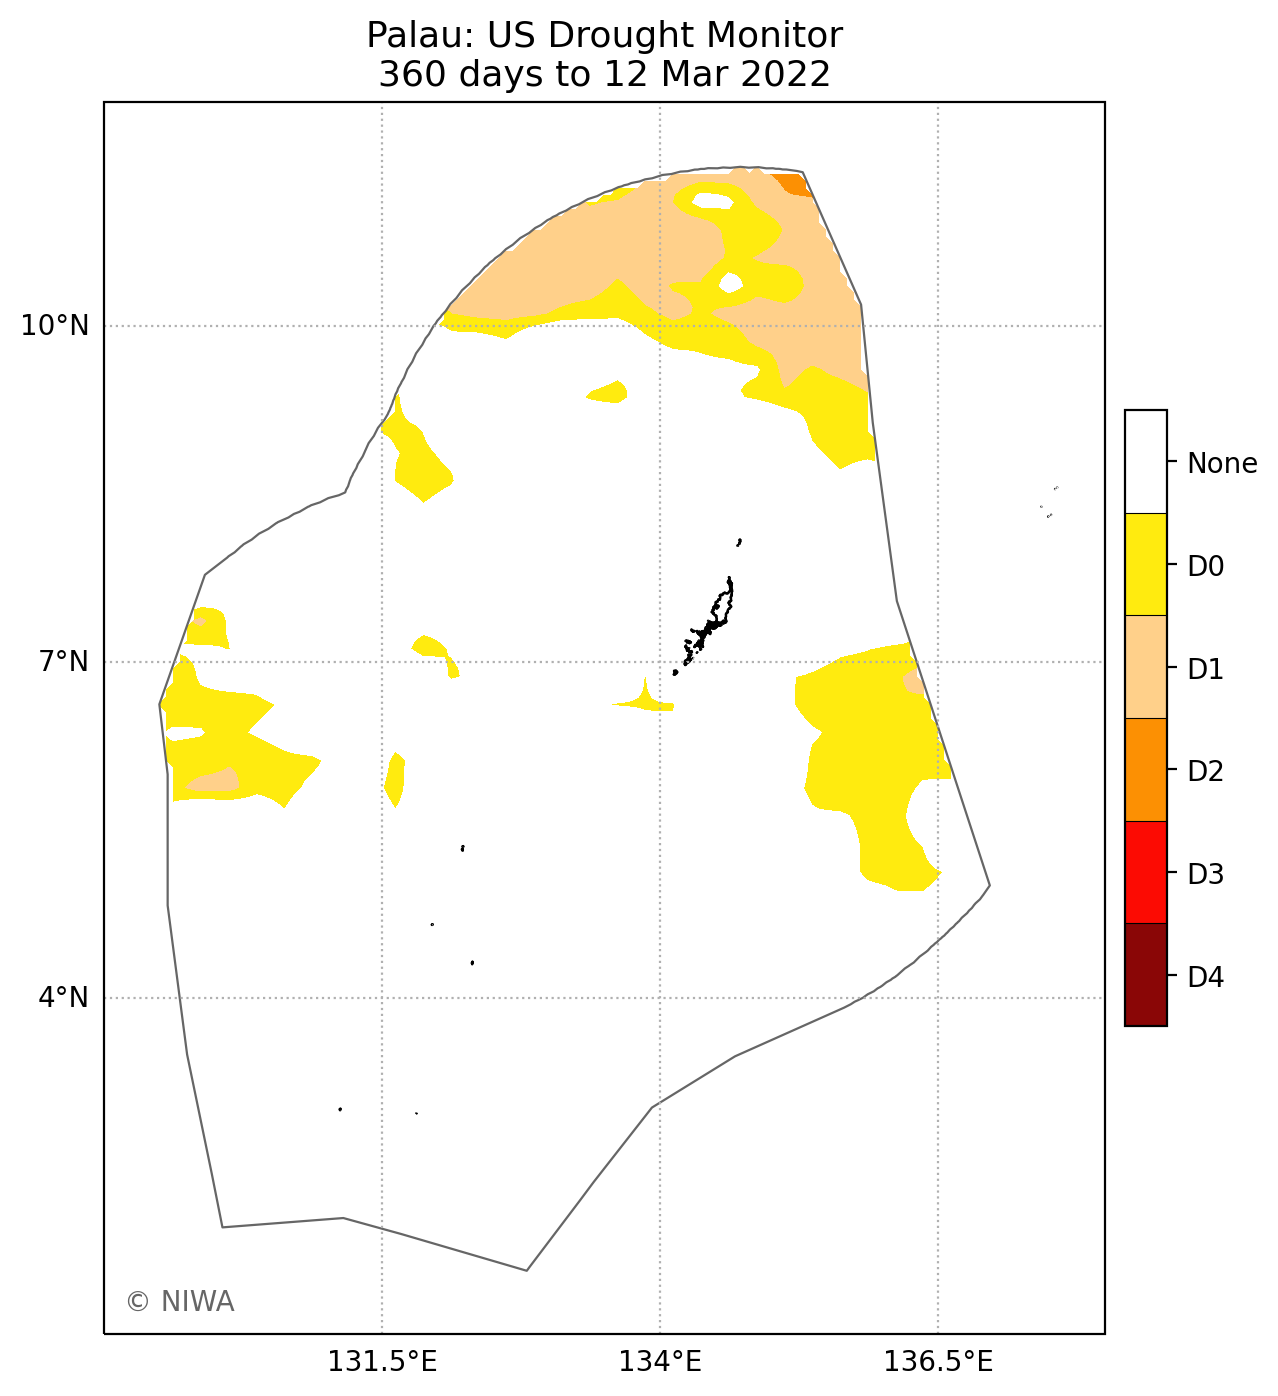 Palau: US Drought Monitor
360 days to 12 Mar 2022
10°N
7°N
4°N
131.5°E
134°E
136.5°E
None
D0
D1
D2
D3
D4
© NIWA